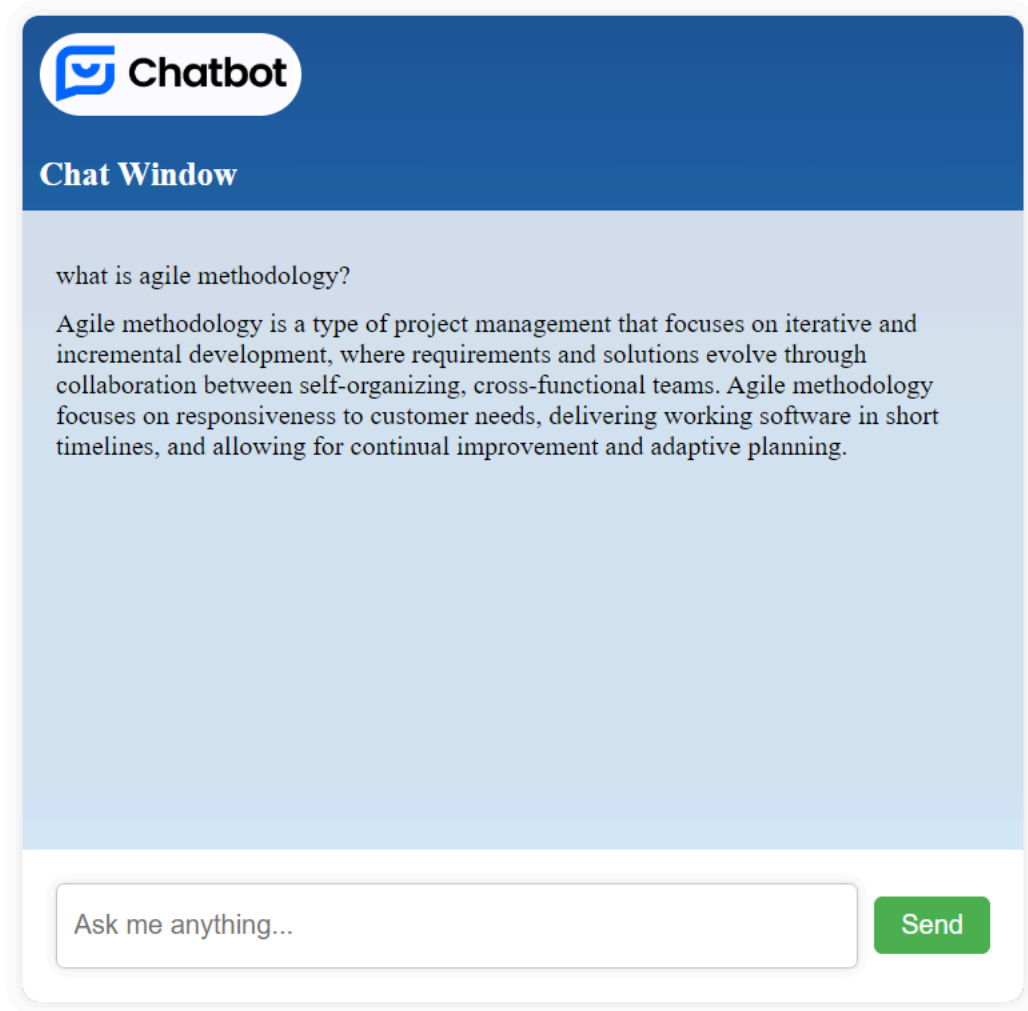 Chatbot
Chat Window
what is agile methodology?
Agile methodology is a type of project management that focuses on iterative and
incremental development, where requirements and solutions evolve through
collaboration between self-organizing, cross-functional teams. Agile methodology
focuses on responsiveness to customer needs, delivering working software in short
timelines, and allowing for continual improvement and adaptive planning.
Ask me anything...
Send